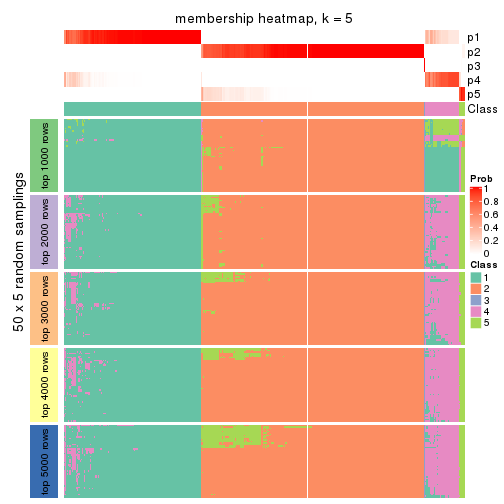 membership heatmap, k = 5
p1
p2
p3
p4
p5
Class
50 x 5 random samplings
top 1000 rows
top 2000 rows
top 3000 rows
top 4000 rows
top 5000 rows
Prob
1
0.8
0.6
0.4
0.2
0
Class
1
2
3
4
5